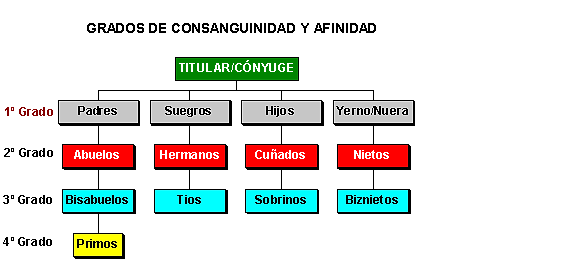 GRADOS DE CONSANGUINIDAD Y AFINIDAD
TITULAR/CÓNYUGE
1º Grado Padres Suegros Hijos Yerno/Nuera
2º Grado Abuelos Hermanos Cuñados Nietos
3º Grado Bisabuelos Tios Sobrinos Biznietos
4º Grado Primos